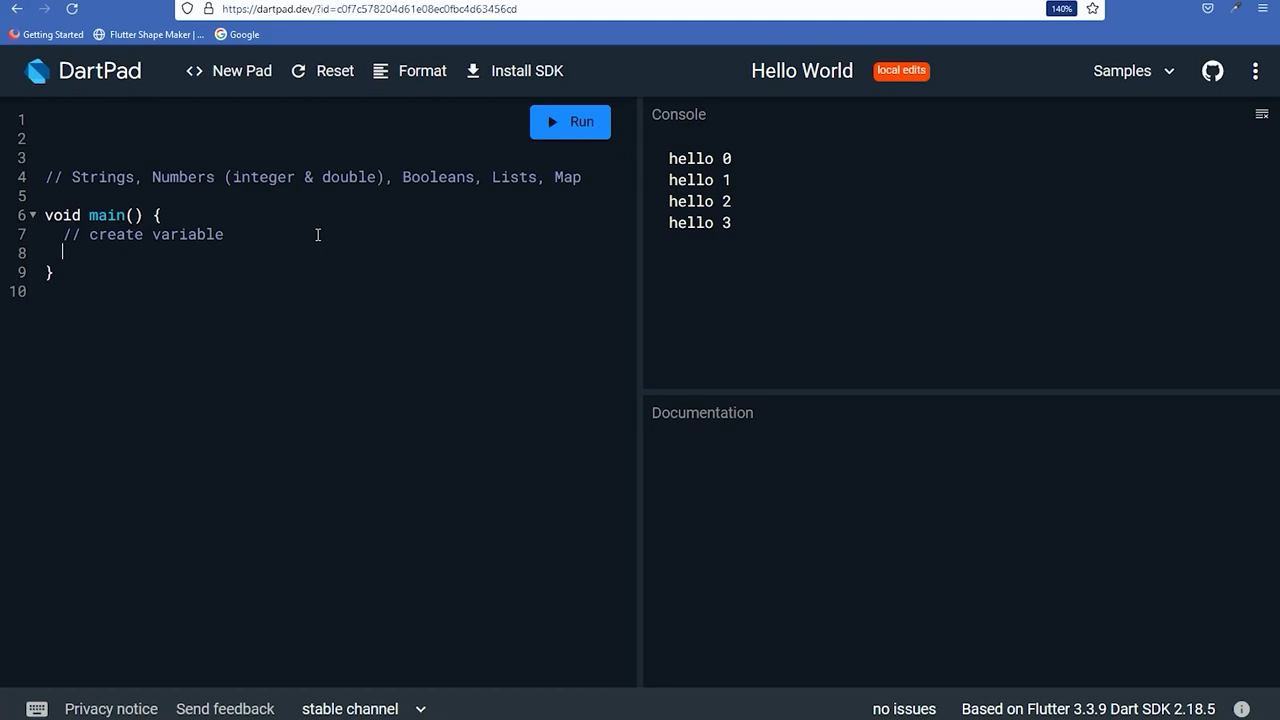 https://dartpad.dev/?id=c0f7c578204d61e08ec0fbc4d63456cd
140%
Getting Started
Flutter Shape Maker | ...
Google
DartPad
<> New Pad
Reset
Format
Install SDK
Hello World
local edits
Samples
Run
1
2
3
4 // Strings, Numbers (integer & double), Booleans, Lists, Map
5
6 void main() {
7 // create variable
8
9 }
10
Console
hello 0
hello 1
hello 2
hello 3
Documentation
Privacy notice
Send feedback
stable channel
no issues
Based on Flutter 3.3.9 Dart SDK 2.18.5